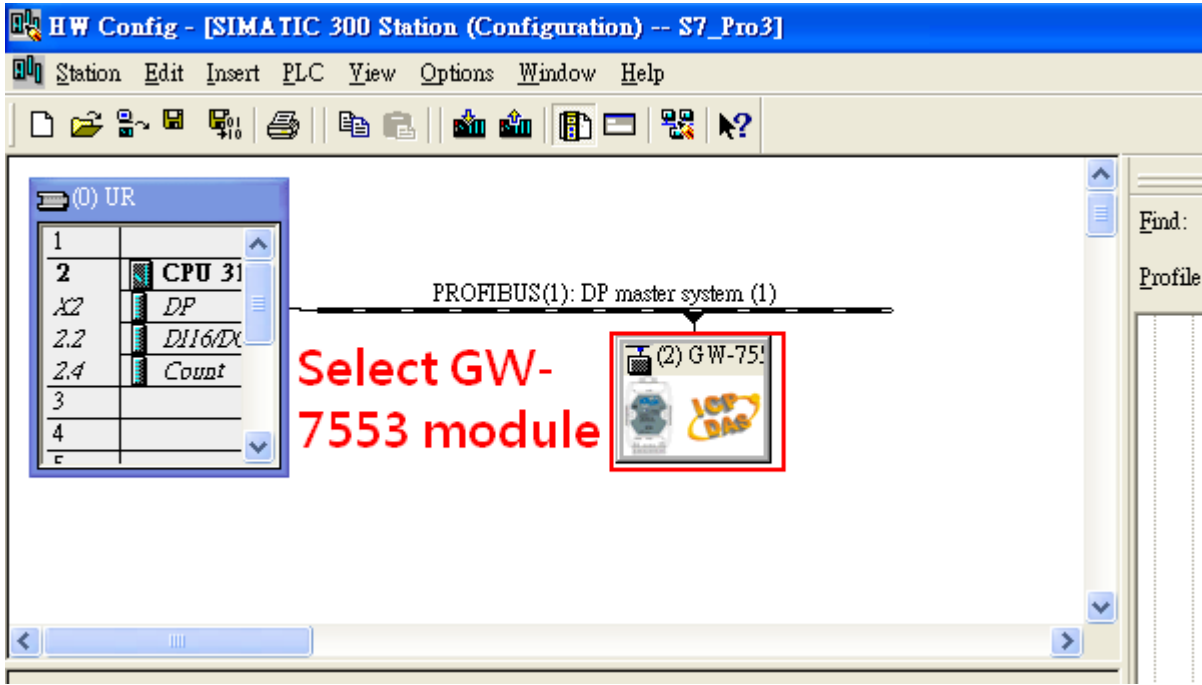 HW Config - [SIMATIC 300 Station (Configuration) -- S7_Pro3]
Station Edit Insert PLC View Options Window Help
(0) UR
1
2 CPU 31
X2 DP
2.2 DI16/DO
2.4 Count
3
4
5
PROFIBUS(1): DP master system (1)
(2) GW-755
ICP
DAS
Select GW-
7553 module
Find:
Profile